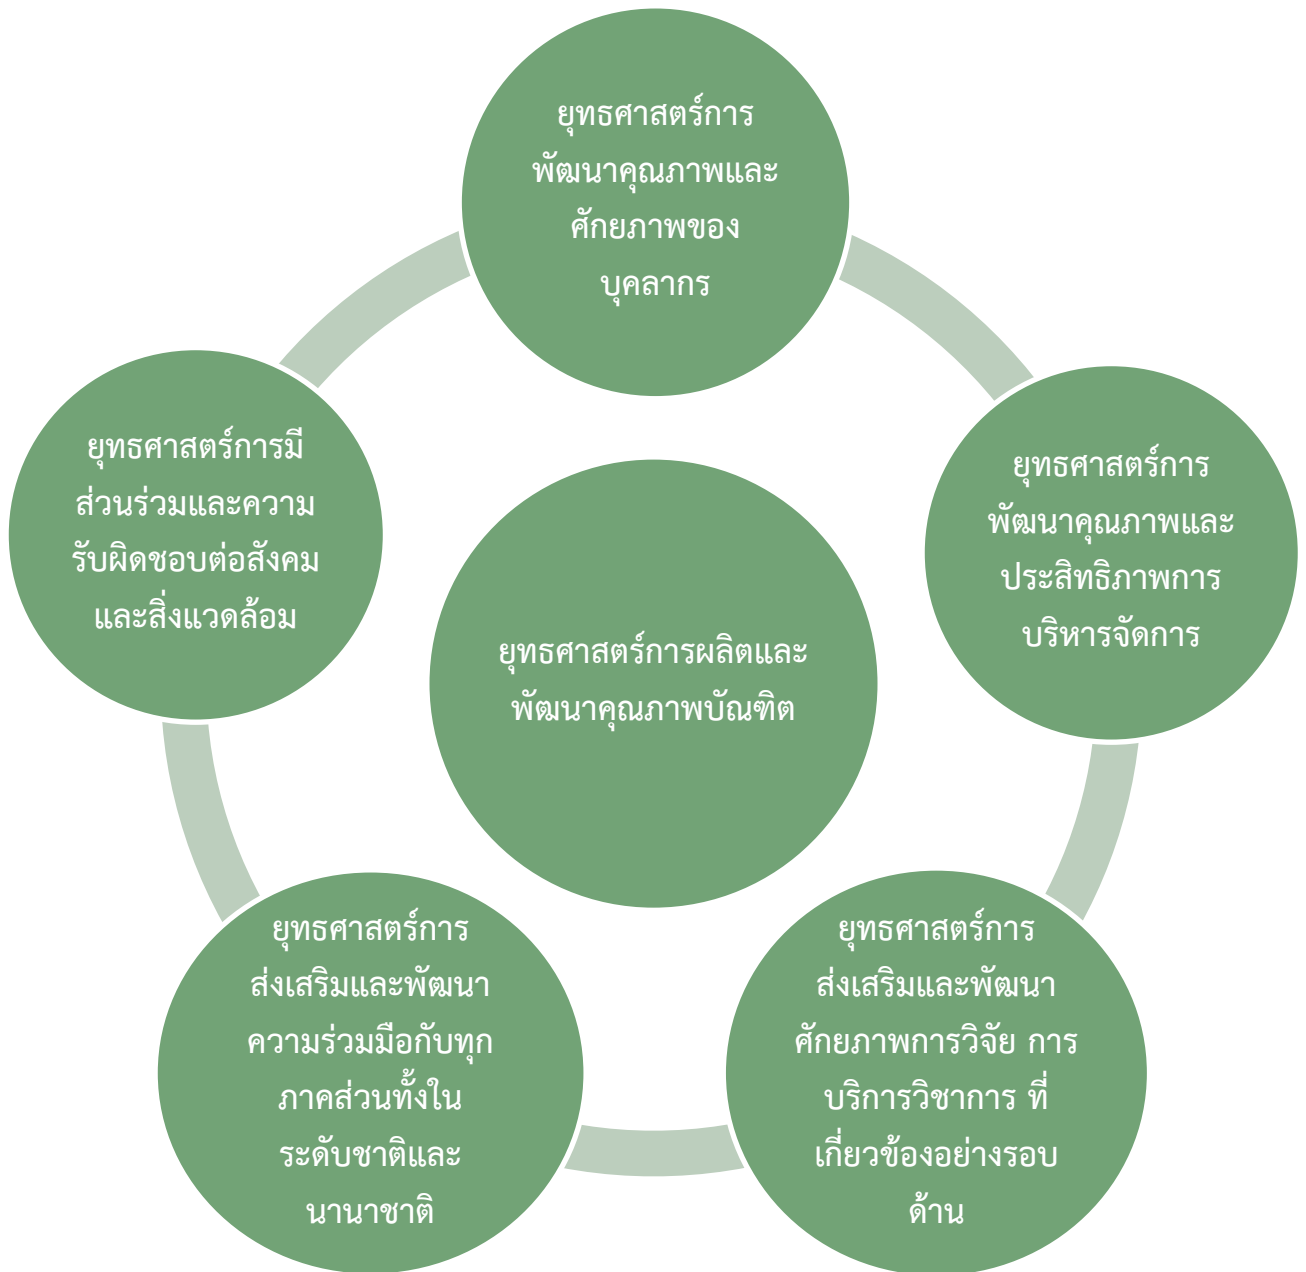 ยุทธศาสตร์การ
พัฒนาคุณภาพและ
ศักยภาพของ
บุคลากร
ยุทธศาสตร์การมี
ส่วนร่วมและความ
รับผิดชอบต่อสังคม
และสิ่งแวดล้อม
ยุทธศาสตร์การ
พัฒนาคุณภาพและ
ประสิทธิภาพการ
บริหารจัดการ
ยุทธศาสตร์การผลิตและ
พัฒนาคุณภาพบัณฑิต
ยุทธศาสตร์การ
ส่งเสริมและพัฒนา
ความร่วมมือกับทุก
ภาคส่วนทั้งใน
ระดับชาติและ
นานาชาติ
ยุทธศาสตร์การ
ส่งเสริมและพัฒนา
ศักยภาพการวิจัย การ
บริการวิชาการ ที่
เกี่ยวข้องอย่างรอบ
ด้าน